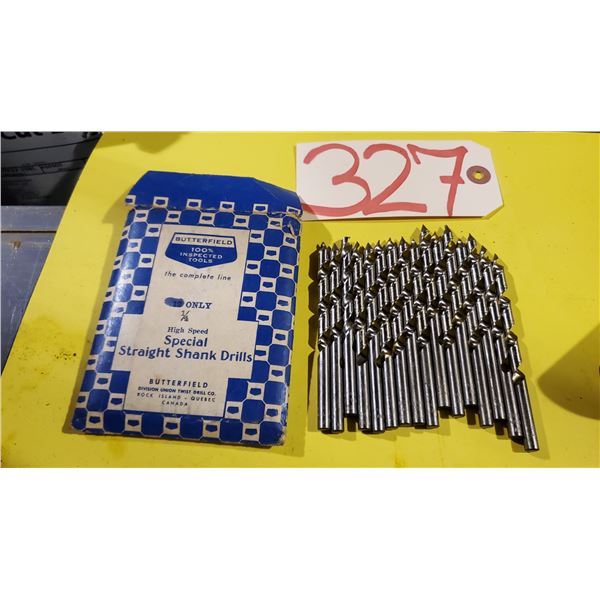 327
BUTTERFIELD
100%
INSPECTED
TOOLS
the complete line
12 ONLY
High Speed
Special
Straight Shank Drills
BUTTERFIELD
DIVISION UNION TWIST DRILL CO.
ROCK ISLAND - QUEBEC
CANADA